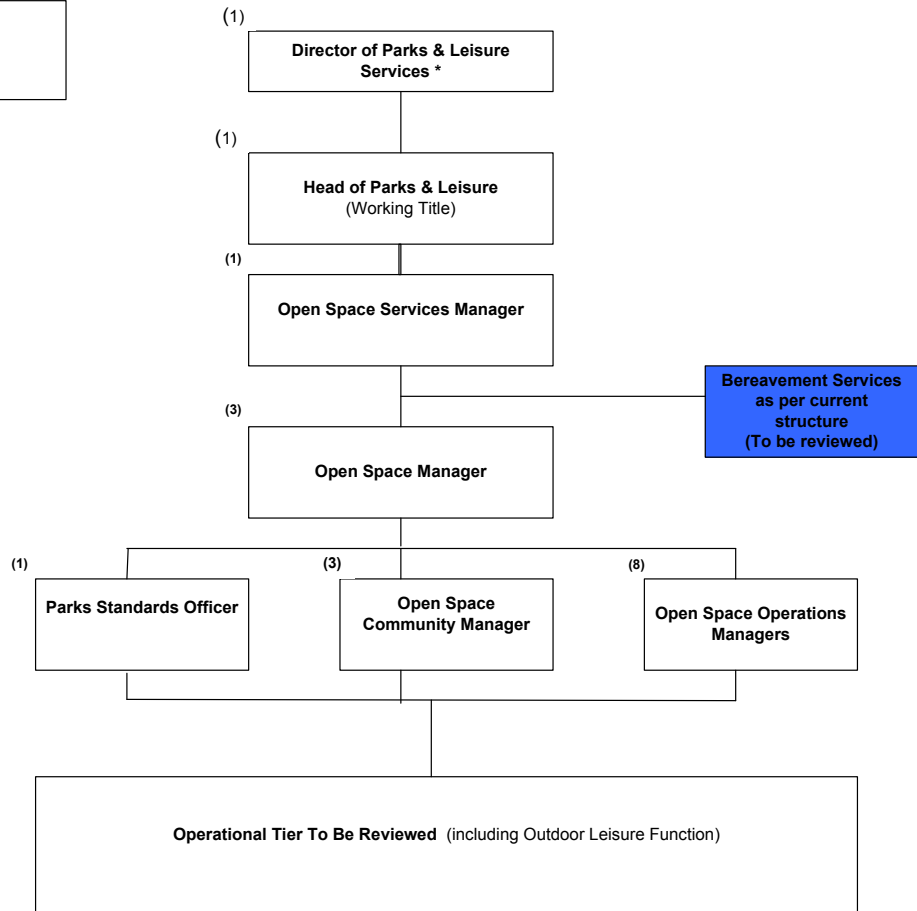 (1)
Director of Parks & Leisure
Services *
(1)
Head of Parks & Leisure
(Working Title)
(1)
Open Space Services Manager
Bereavement Services
as per current
structure
(To be reviewed)
(3)
Open Space Manager
(1)
Parks Standards Officer
(3)
Open Space
Community Manager
(8)
Open Space Operations
Managers
Operational Tier To Be Reviewed (including Outdoor Leisure Function)